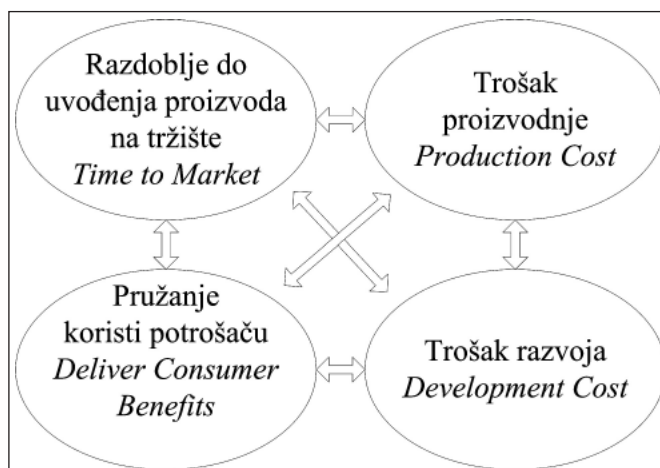 Razdoblje do
uvođenja proizvoda
na tržište
Time to Market
Trošak
proizvodnje
Production Cost
Pružanje
koristi potrošaču
Deliver Consumer
Benefits
Trošak razvoja
Development Cost